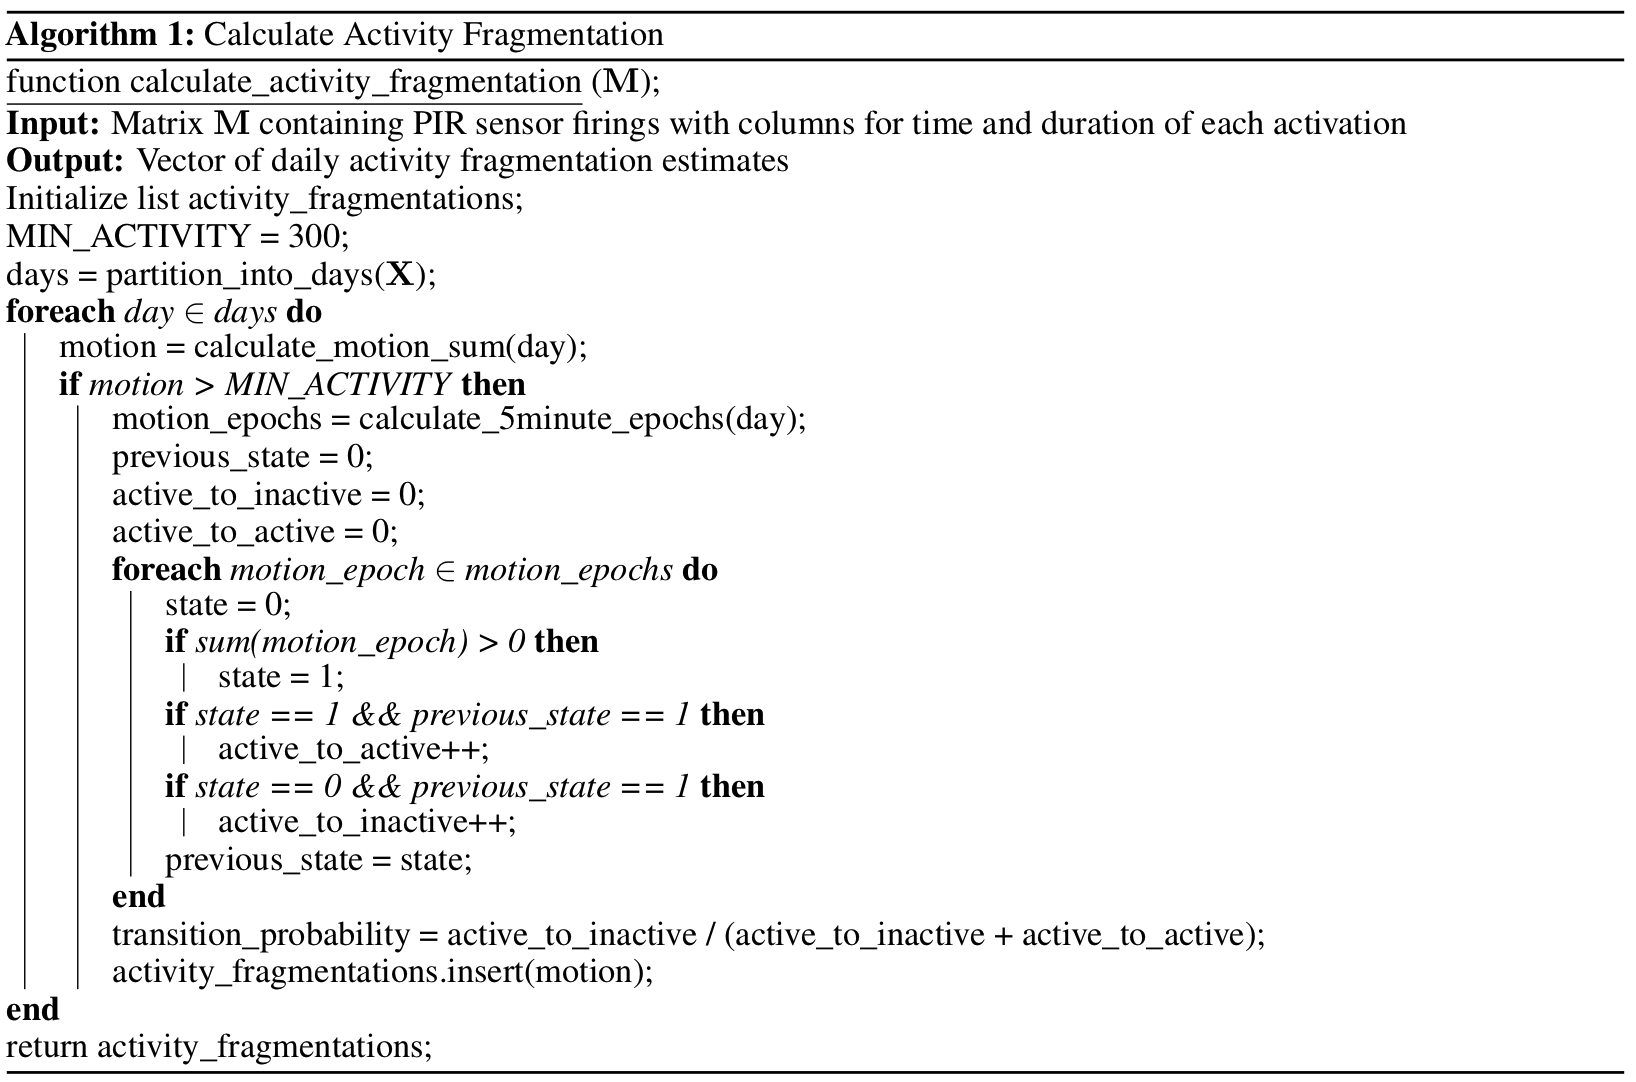 Algorithm 1: Calculate Activity Fragmentation
function calculate_activity_fragmentation (M);
Input: Matrix M containing PIR sensor firings with columns for time and duration of each activation
Output: Vector of daily activity fragmentation estimates
Initialize list activity_fragmentations;
MIN_ACTIVITY = 300;
days = partition_into_days(X);
foreach day ∈ days do
motion = calculate_motion_sum(day);
if motion > MIN_ACTIVITY then
motion_epochs = calculate_5minute_epochs(day);
previous_state = 0;
active_to_inactive = 0;
active_to_active = 0;
foreach motion_epoch ∈ motion_epochs do
state = 0;
if sum(motion_epoch) > 0 then
state = 1;
if state == 1 && previous_state == 1 then
active_to_active++;
if state == 0 && previous_state == 1 then
active_to_inactive++;
previous_state = state;
end
transition_probability = active_to_inactive / (active_to_inactive + active_to_active);
activity_fragmentations.insert(motion);
end
return activity_fragmentations;